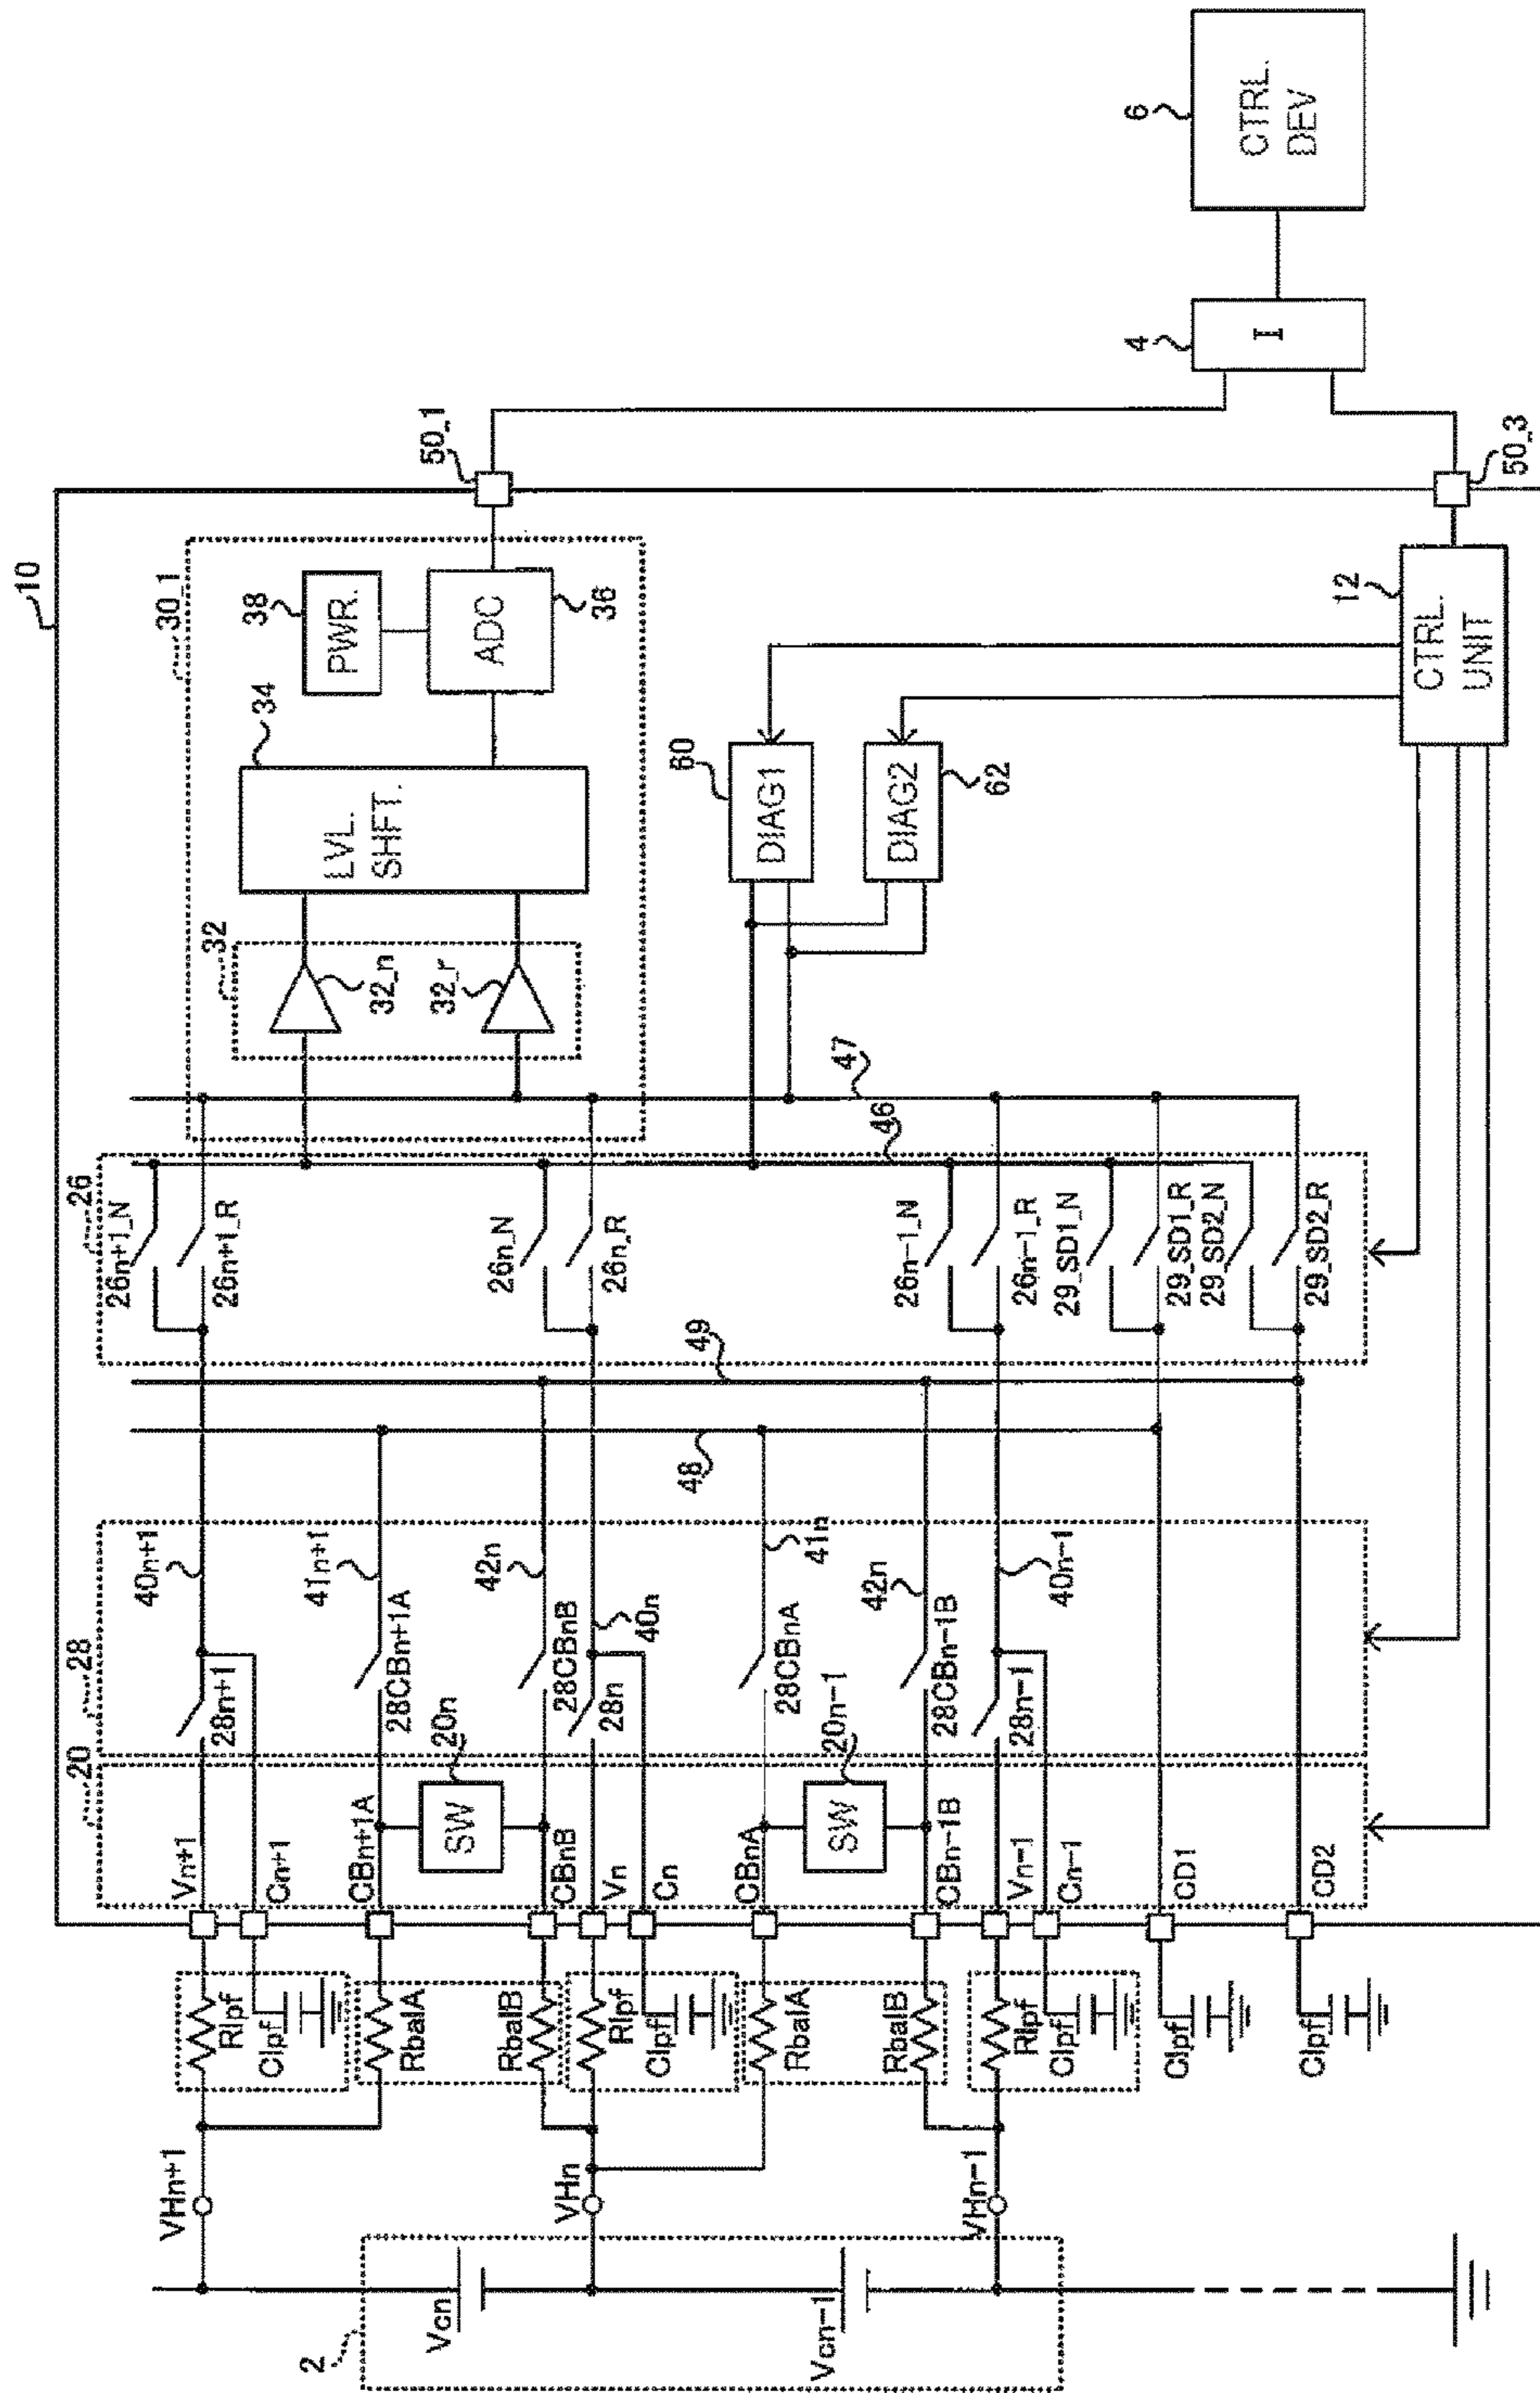 10
30_1
38
PWR.
34
LVL.
SHFT.
ADC
36
50_1
32
32_n
32_r
26
26n+1_N
26n+1_R
26n_N
26n_R
26n-1_N
26n-1_R
29_SD1_N
29_SD1_R
29_SD2_N
29_SD2_R
46
47
48
49
60
DIAG1
DIAG2
62
12
CTRL.
UNIT
50_3
4
I
6
CTRL.
DEV
28
40n+1
28n+1
41n+1
28CBn+1A
42n
28CBnB
40n
28n
41n
28CBnA
42n
28CBn-1B
40n-1
28n-1
20
Vn+1
Cn+1
CBn+1A
20n
SW
CBnB
Vn
Cn
CBnA
20n-1
SW
CBn-1B
Vn-1
Cn-1
CD1
CD2
Rlpf
Clpf
RbalA
RbalB
Rlpf
Clpf
RbalA
RbalB
Rlpf
Clpf
Clpf
Clpf
VHn+1
VHn
VHn-1
2
Vcn
Vcn-1